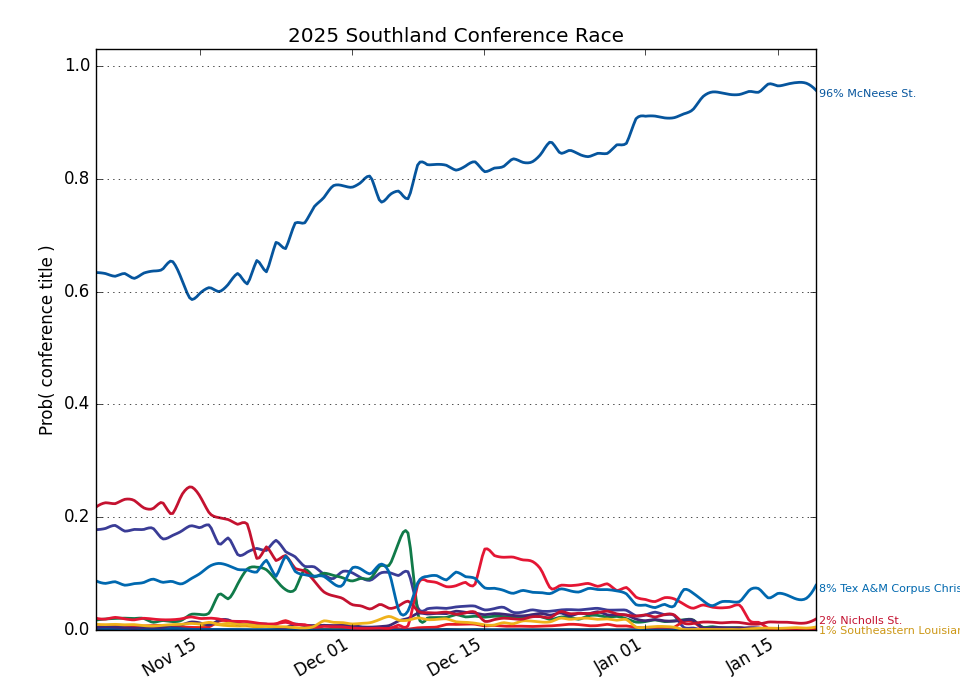 2025 Southland Conference Race
1.0
0.8
0.6
0.4
0.2
0.0
Prob( conference title )
Nov 15
Dec 01
Dec 15
Jan 01
Jan 15
96% McNeese St.
8% Tex A&M Corpus Chris
2% Nicholls St.
1% Southeastern Louisian